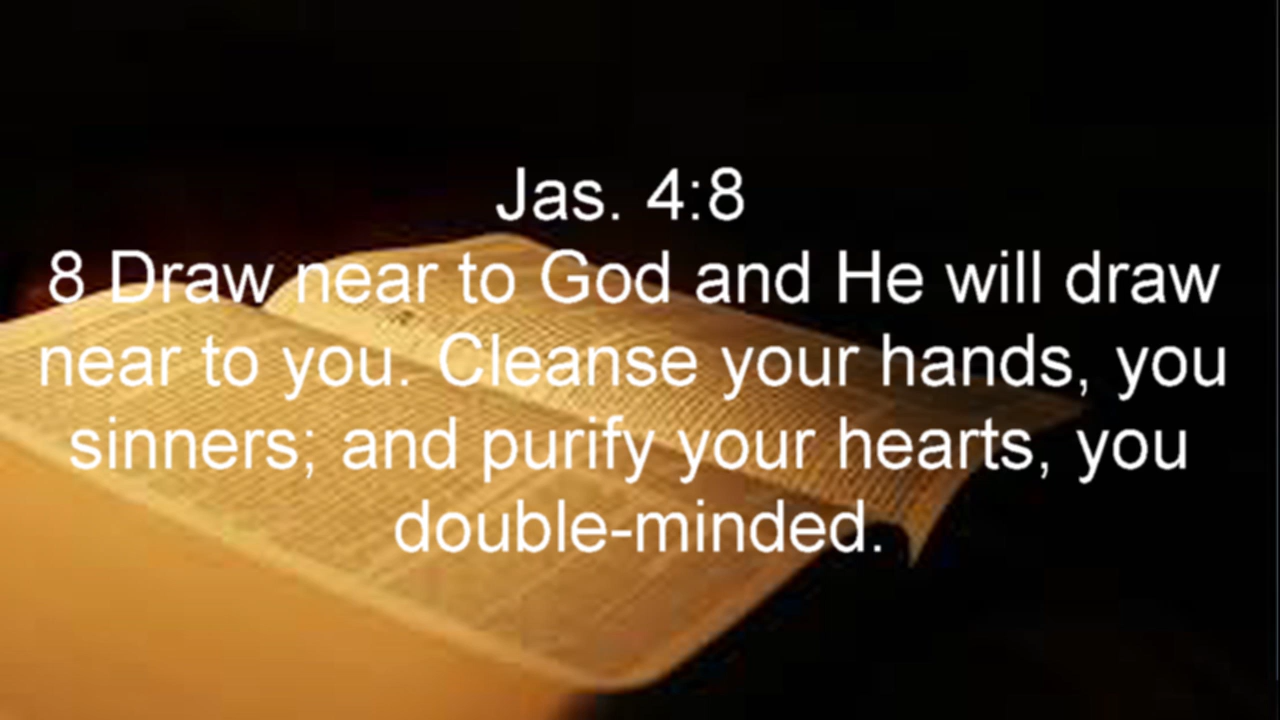 Jas. 4:8
8 Draw near to God and He will draw
near to you. Cleanse your hands, you
sinners; and purify your hearts, you
double-minded.